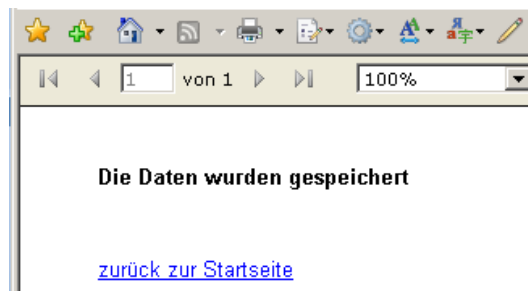 1 von 1 100%
Die Daten wurden gespeichert
zurück zur Startseite